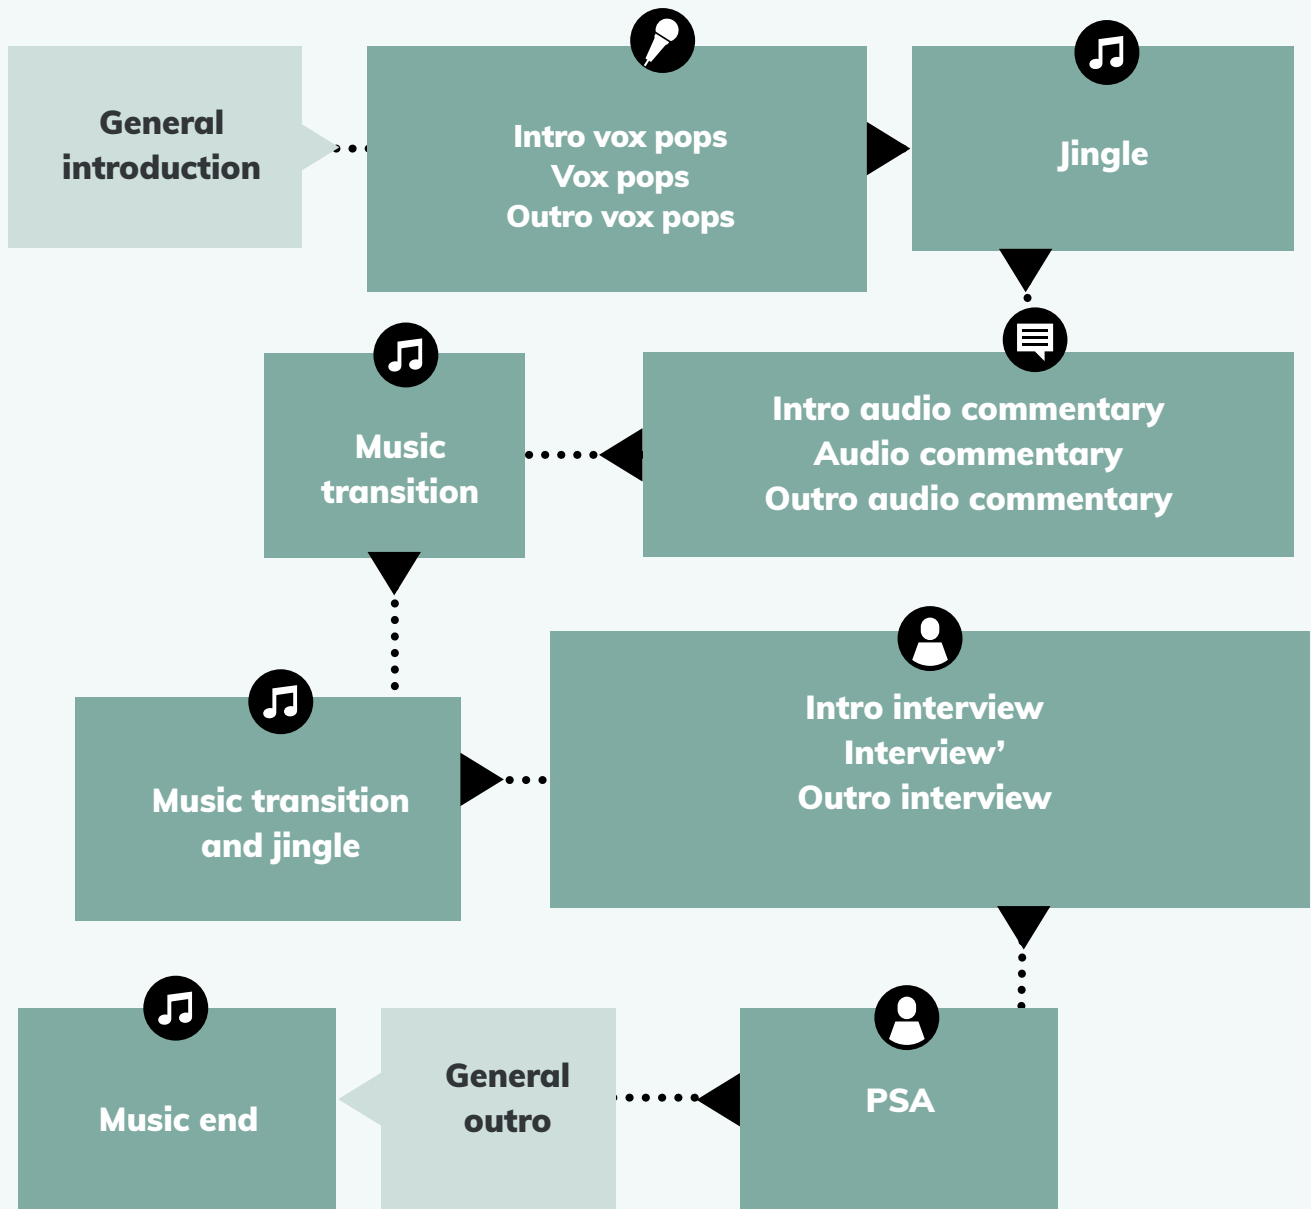 General
introduction
Intro vox pops
Vox pops
Outro vox pops
Jingle
Intro audio commentary
Audio commentary
Outro audio commentary
Music
transition
Music transition
and jingle
Intro interview
Interview’
Outro interview
PSA
General
outro
Music end